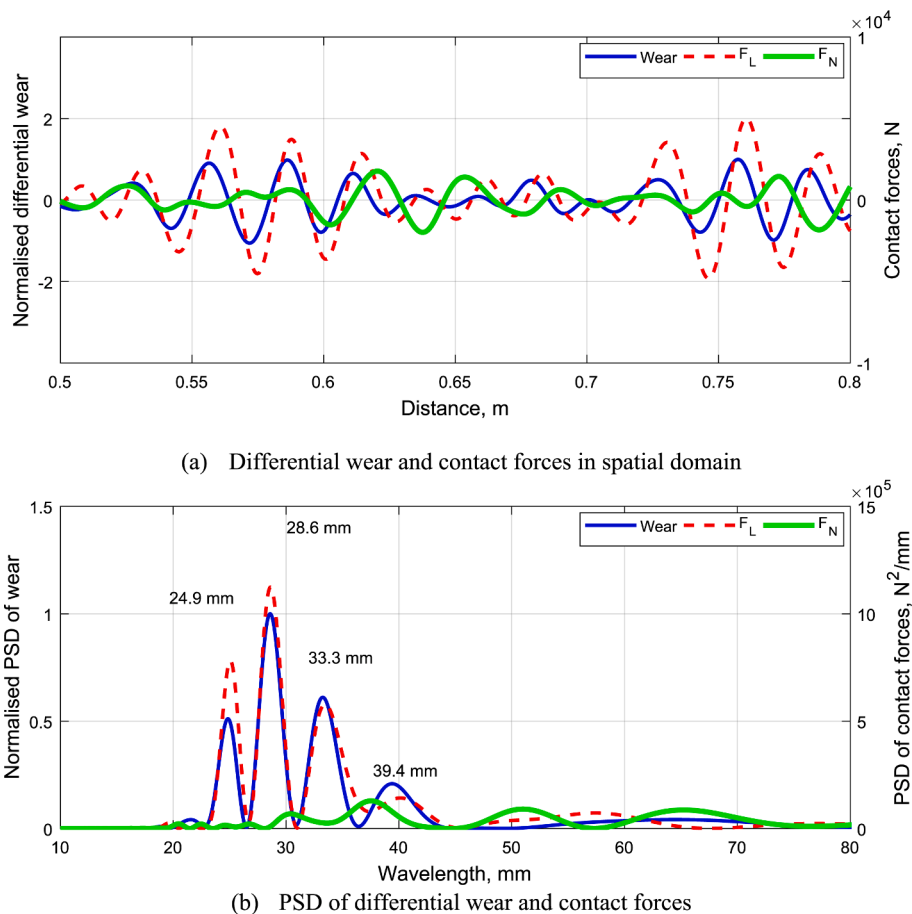 ×10⁴
1
Wear F_L F_N
2
0
-2
0
-1
Normalised differential wear
Contact forces, N
0.5 0.55 0.6 0.65 0.7 0.75 0.8
Distance, m
(a) Differential wear and contact forces in spatial domain
×10⁵
1.5
15
28.6 mm
Wear F_L F_N
24.9 mm
1
10
33.3 mm
0.5
5
39.4 mm
0
0
Normalised PSD of wear
PSD of contact forces, N²/mm
10 20 30 40 50 60 70 80
Wavelength, mm
(b) PSD of differential wear and contact forces